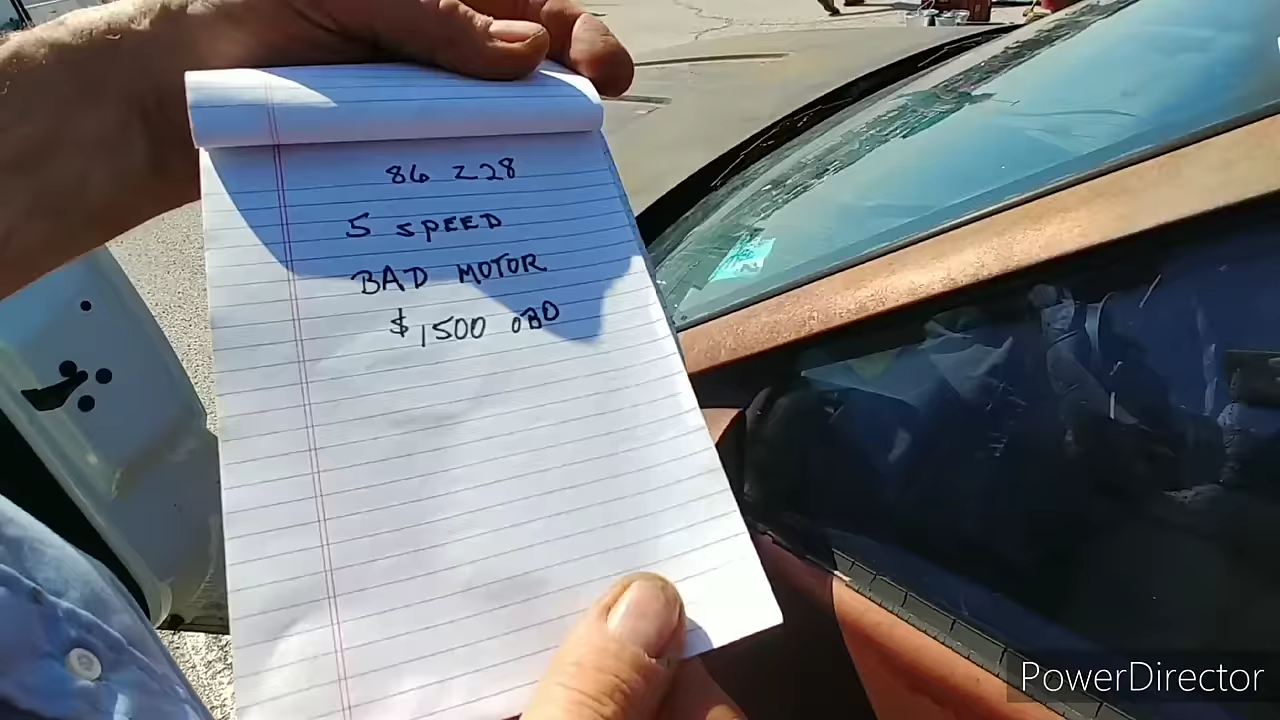 86 Z28
5 SPEED
BAD MOTOR
$1500 OBO
PowerDirector